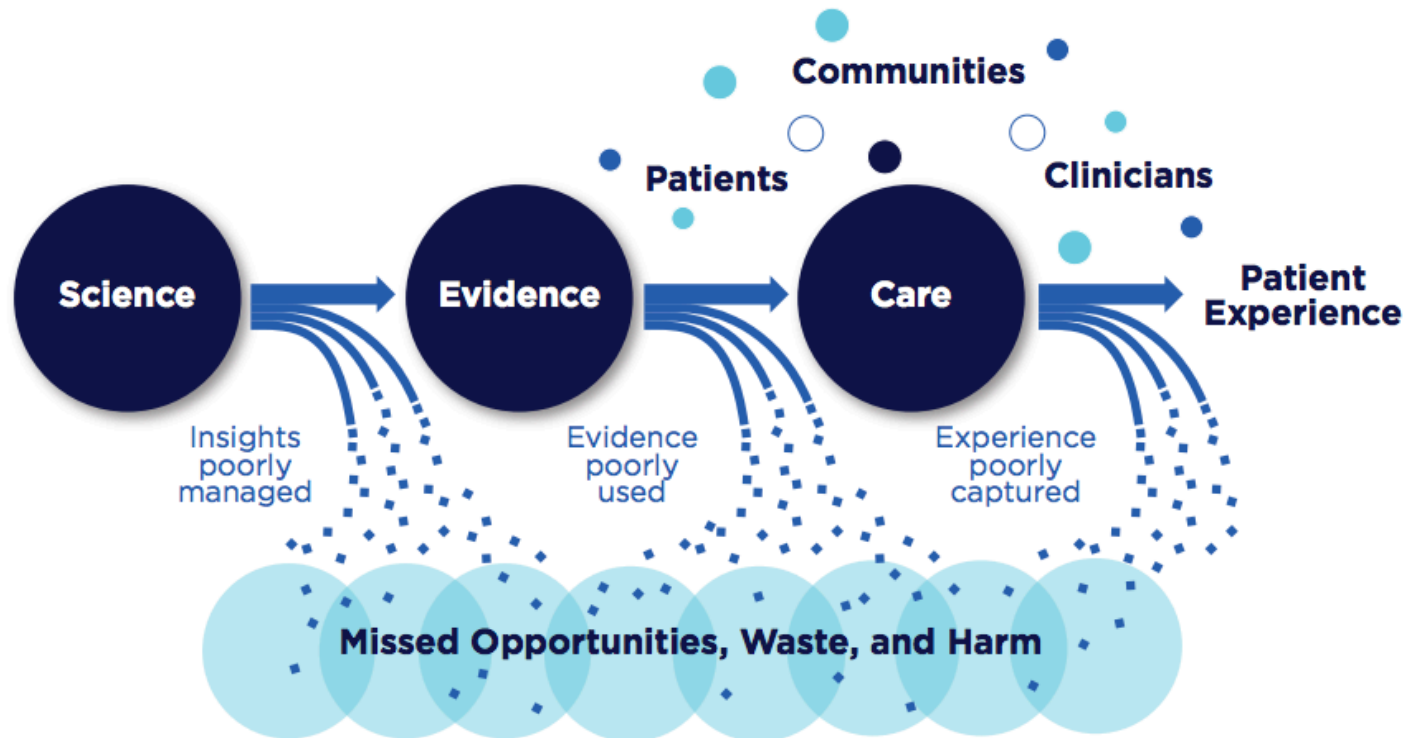 Communities
Patients
Clinicians
Science
Evidence
Care
Patient
Experience
Insights
poorly
managed
Evidence
poorly
used
Experience
poorly
captured
Missed Opportunities, Waste, and Harm